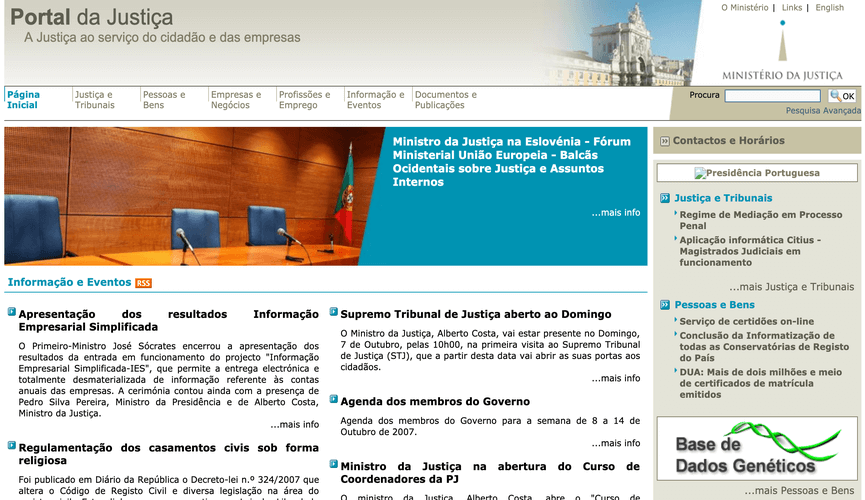 Portal da Justiça
A Justiça ao serviço do cidadão e das empresas
O Ministério | Links | English
MINISTÉRIO DA JUSTIÇA
Página
Inicial
Justiça e
Tribunais
Pessoas e
Bens
Empresas e
Negócios
Profissões e
Emprego
Informação e
Eventos
Documentos e
Publicações
Procura
OK
Pesquisa Avançada
Ministro da Justiça na Eslovénia - Fórum
Ministerial União Europeia - Balcãs
Ocidentais sobre Justiça e Assuntos
Internos
...mais info
Informação e Eventos RSS
Apresentação dos resultados Informação
Empresarial Simplificada
O Primeiro-Ministro José Sócrates encerrou a apresentação dos
resultados da entrada em funcionamento do projecto "Informação
Empresarial Simplificada-IES", que permite a entrega electrónica e
totalmente desmaterializada de informação referente às contas
anuais das empresas. A cerimónia contou ainda com a presença de
Pedro Silva Pereira, Ministro da Presidência e de Alberto Costa,
Ministro da Justiça.
...mais info
Regulamentação dos casamentos civis sob forma
religiosa
Foi publicado em Diário da República o Decreto-lei n.º 324/2007 que
altera o Código de Registo Civil e diversa legislação na área do
Supremo Tribunal de Justiça aberto ao Domingo
O Ministro da Justiça, Alberto Costa, vai estar presente no Domingo,
7 de Outubro, pelas 10h00, na primeira visita ao Supremo Tribunal
de Justiça (STJ), que a partir desta data vai abrir as suas portas aos
cidadãos.
...mais info
Agenda dos membros do Governo
Agenda dos membros do Governo para a semana de 8 a 14 de
Outubro de 2007.
...mais info
Ministro da Justiça na abertura do Curso de
Coordenadores da PJ
O ministro da Justiça, Alberto Costa, abre o "Curso de
Contactos e Horários
Presidência Portuguesa
Justiça e Tribunais
Regime de Mediação em Processo
Penal
Aplicação informática Citius -
Magistrados Judiciais em
funcionamento
...mais Justiça e Tribunais
Pessoas e Bens
Serviço de certidões on-line
Conclusão da Informatização de
todas as Conservatórias de Registo
do País
DUA: Mais de dois milhões e meio
de certificados de matrícula
emitidos
Base de
Dados Genéticos
...mais Pessoas e Bens